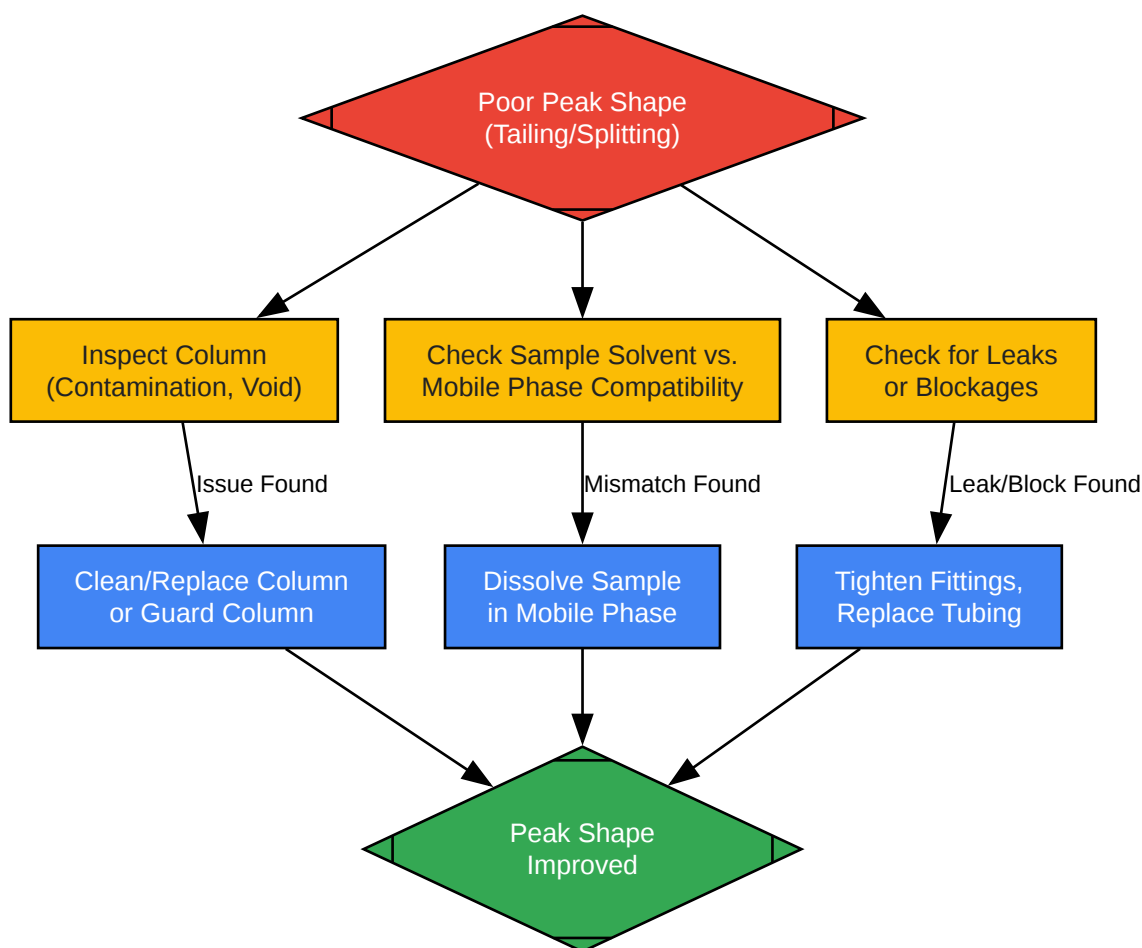 Poor Peak Shape
(Tailing/Splitting)
Inspect Column
(Contamination, Void)
Check Sample Solvent vs.
Mobile Phase Compatibility
Check for Leaks
or Blockages
Issue Found
Mismatch Found
Leak/Block Found
Clean/Replace Column
or Guard Column
Dissolve Sample
in Mobile Phase
Tighten Fittings,
Replace Tubing
Peak Shape
Improved